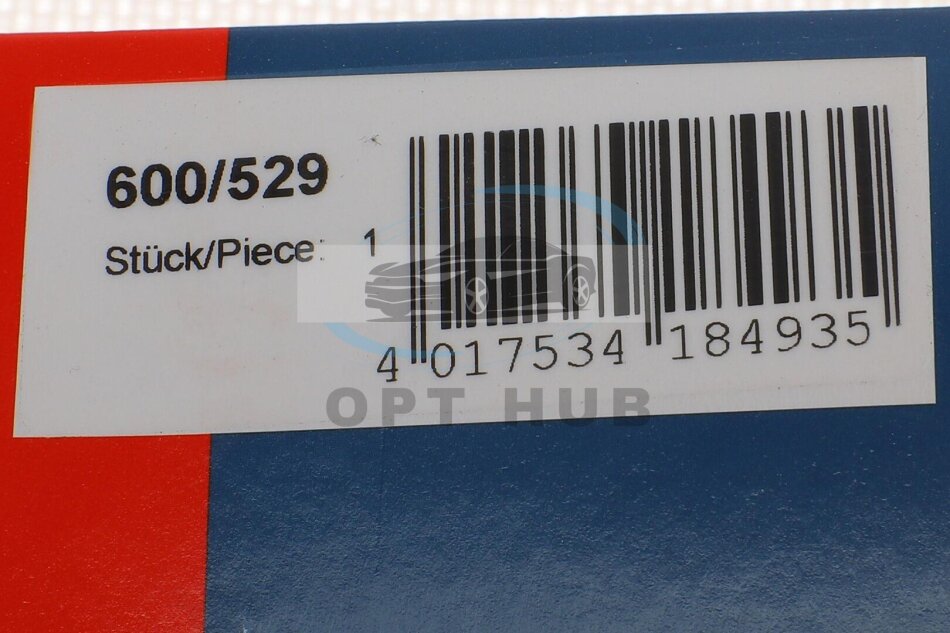 600/529
Stück/Piece: 1
4 017534 184935
OPT HUB